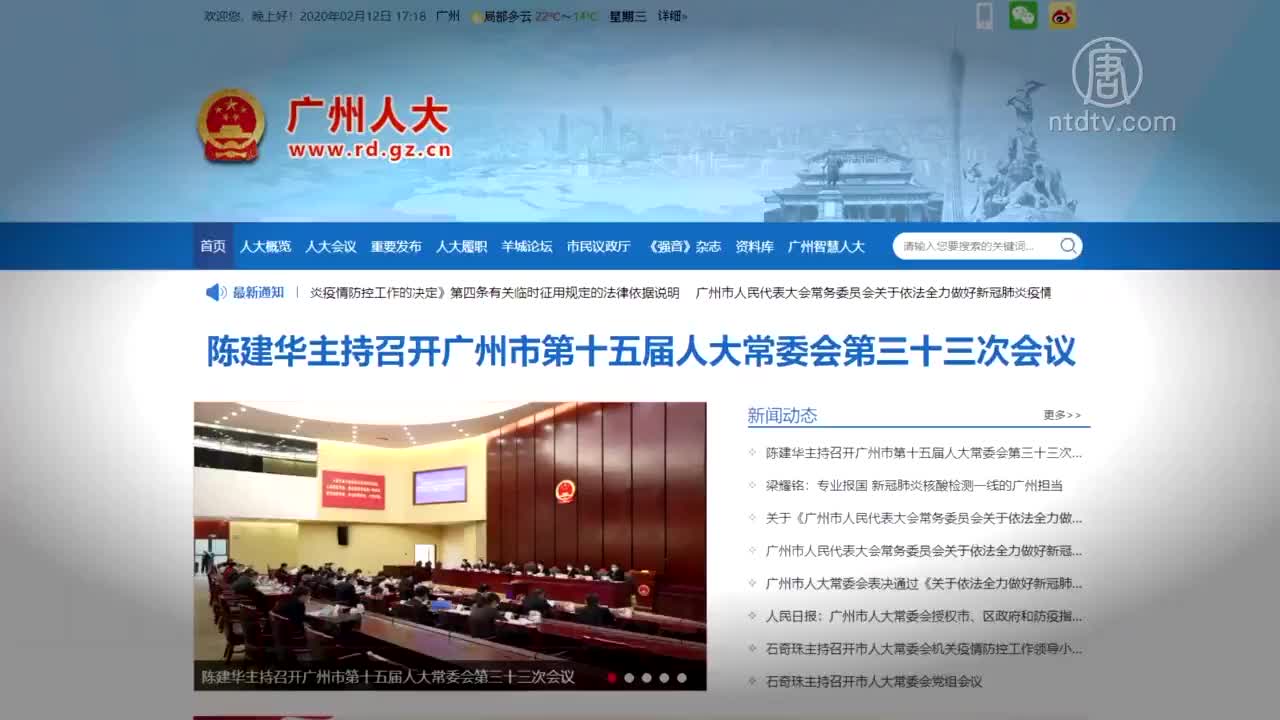 欢迎您，晚上好！2020年02月12日 17:18 广州 局部多云 22℃～14℃ 星期三 详细»
唐
ntdtv.com
广州人大
www.rd.gz.cn
首页 人大概览 人大会议 重要发布 人大履职 羊城论坛 市民议政厅 《强音》杂志 资料库 广州智慧人大 请输入您要搜索的关键词...
最新通知 | 炎疫情防控工作的决定》第四条有关临时征用规定的法律依据说明 广州市人民代表大会常务委员会关于依法全力做好新冠肺炎疫情
陈建华主持召开广州市第十五届人大常委会第三十三次会议
新闻动态 更多>>
陈建华主持召开广州市第十五届人大常委会第三十三次...
梁耀铭：专业报国 新冠肺炎核酸检测一线的广州担当
关于《广州市人民代表大会常务委员会关于依法全力做...
广州市人民代表大会常务委员会关于依法全力做好新冠...
广州市人大常委会表决通过《关于依法全力做好新冠肺...
人民日报：广州市人大常委会授权市、区政府和防疫指...
石奇珠主持召开市人大常委会机关疫情防控工作领导小...
石奇珠主持召开市人大常委会党组会议
陈建华主持召开广州市第十五届人大常委会第三十三次会议